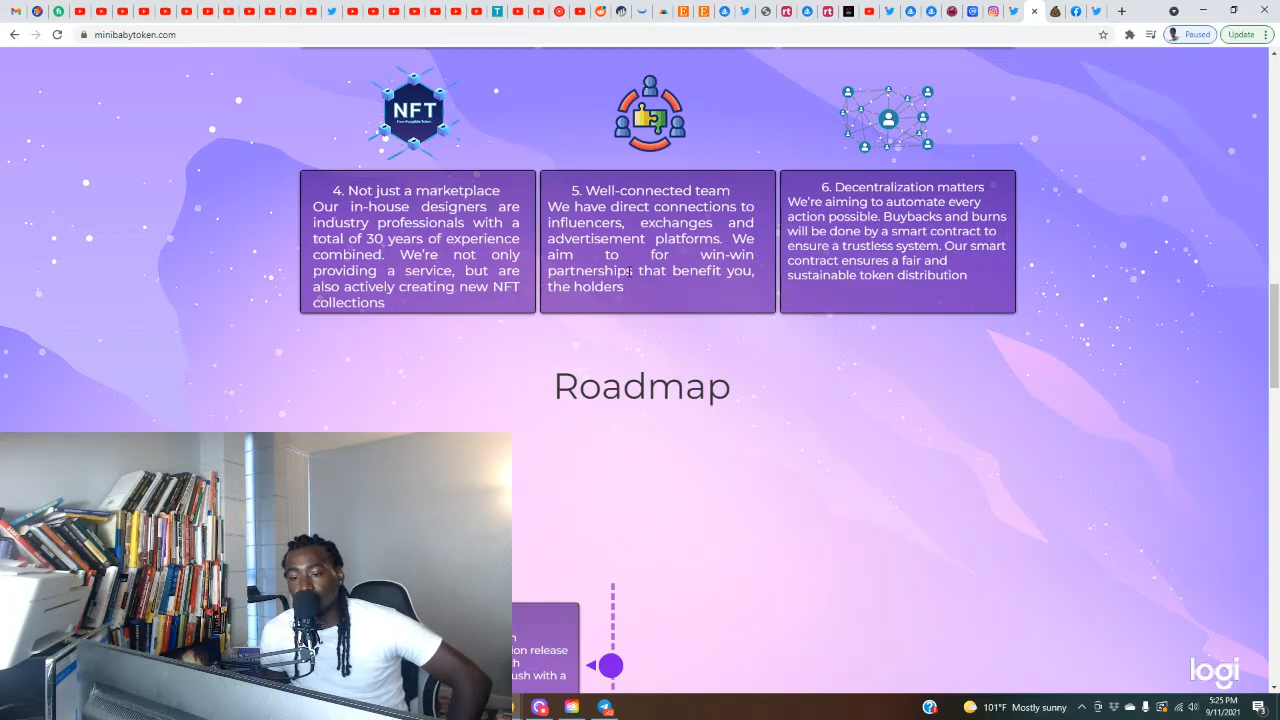 minibabytoken.com
Paused
Update
NFT
4. Not just a marketplace
Our in-house designers are
industry professionals with a
total of 30 years of experience
combined. We're not only
providing a service, but are
also actively creating new NFT
collections
5. Well-connected team
We have direct connections to
influencers, exchanges and
advertisement platforms. We
aim to for win-win
partnerships that benefit you,
the holders
6. Decentralization matters
We're aiming to automate every
action possible. Buybacks and burns
will be done by a smart contract to
ensure a trustless system. Our smart
contract ensures a fair and
sustainable token distribution
Roadmap
ion release
ush with a
logi
101°F Mostly sunny
5:25 PM
9/11/2021